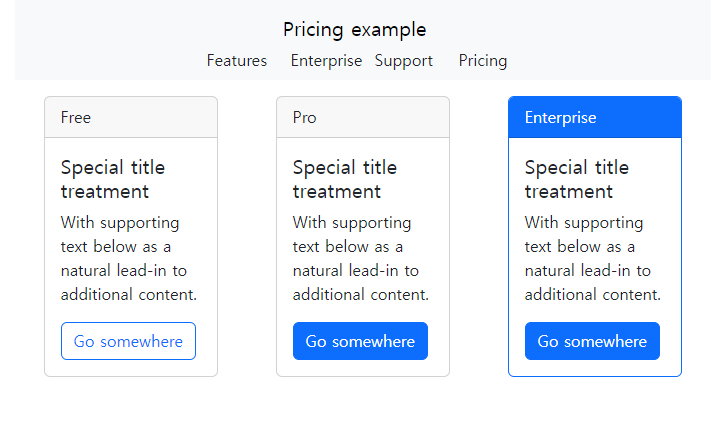 Pricing example
Features Enterprise Support Pricing
Free
Special title
treatment
With supporting
text below as a
natural lead-in to
additional content.
Go somewhere
Pro
Special title
treatment
With supporting
text below as a
natural lead-in to
additional content.
Go somewhere
Enterprise
Special title
treatment
With supporting
text below as a
natural lead-in to
additional content.
Go somewhere